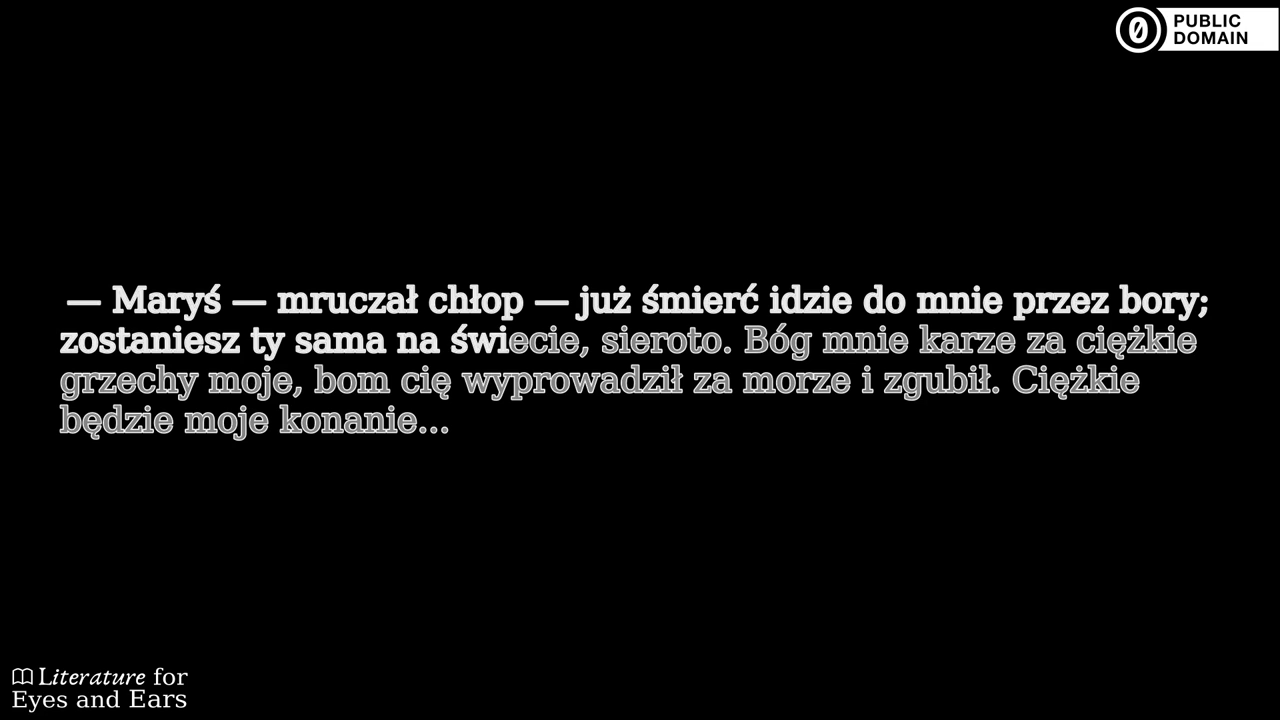 PUBLIC
DOMAIN
— Maryś — mruczał chłop — już śmierć idzie do mnie przez bory;
zostaniesz ty sama na świecie, sieroto. Bóg mnie karze za ciężkie
grzechy moje, bom cię wyprowadził za morze i zgubił. Ciężkie
będzie moje konanie...
Literature for
Eyes and Ears